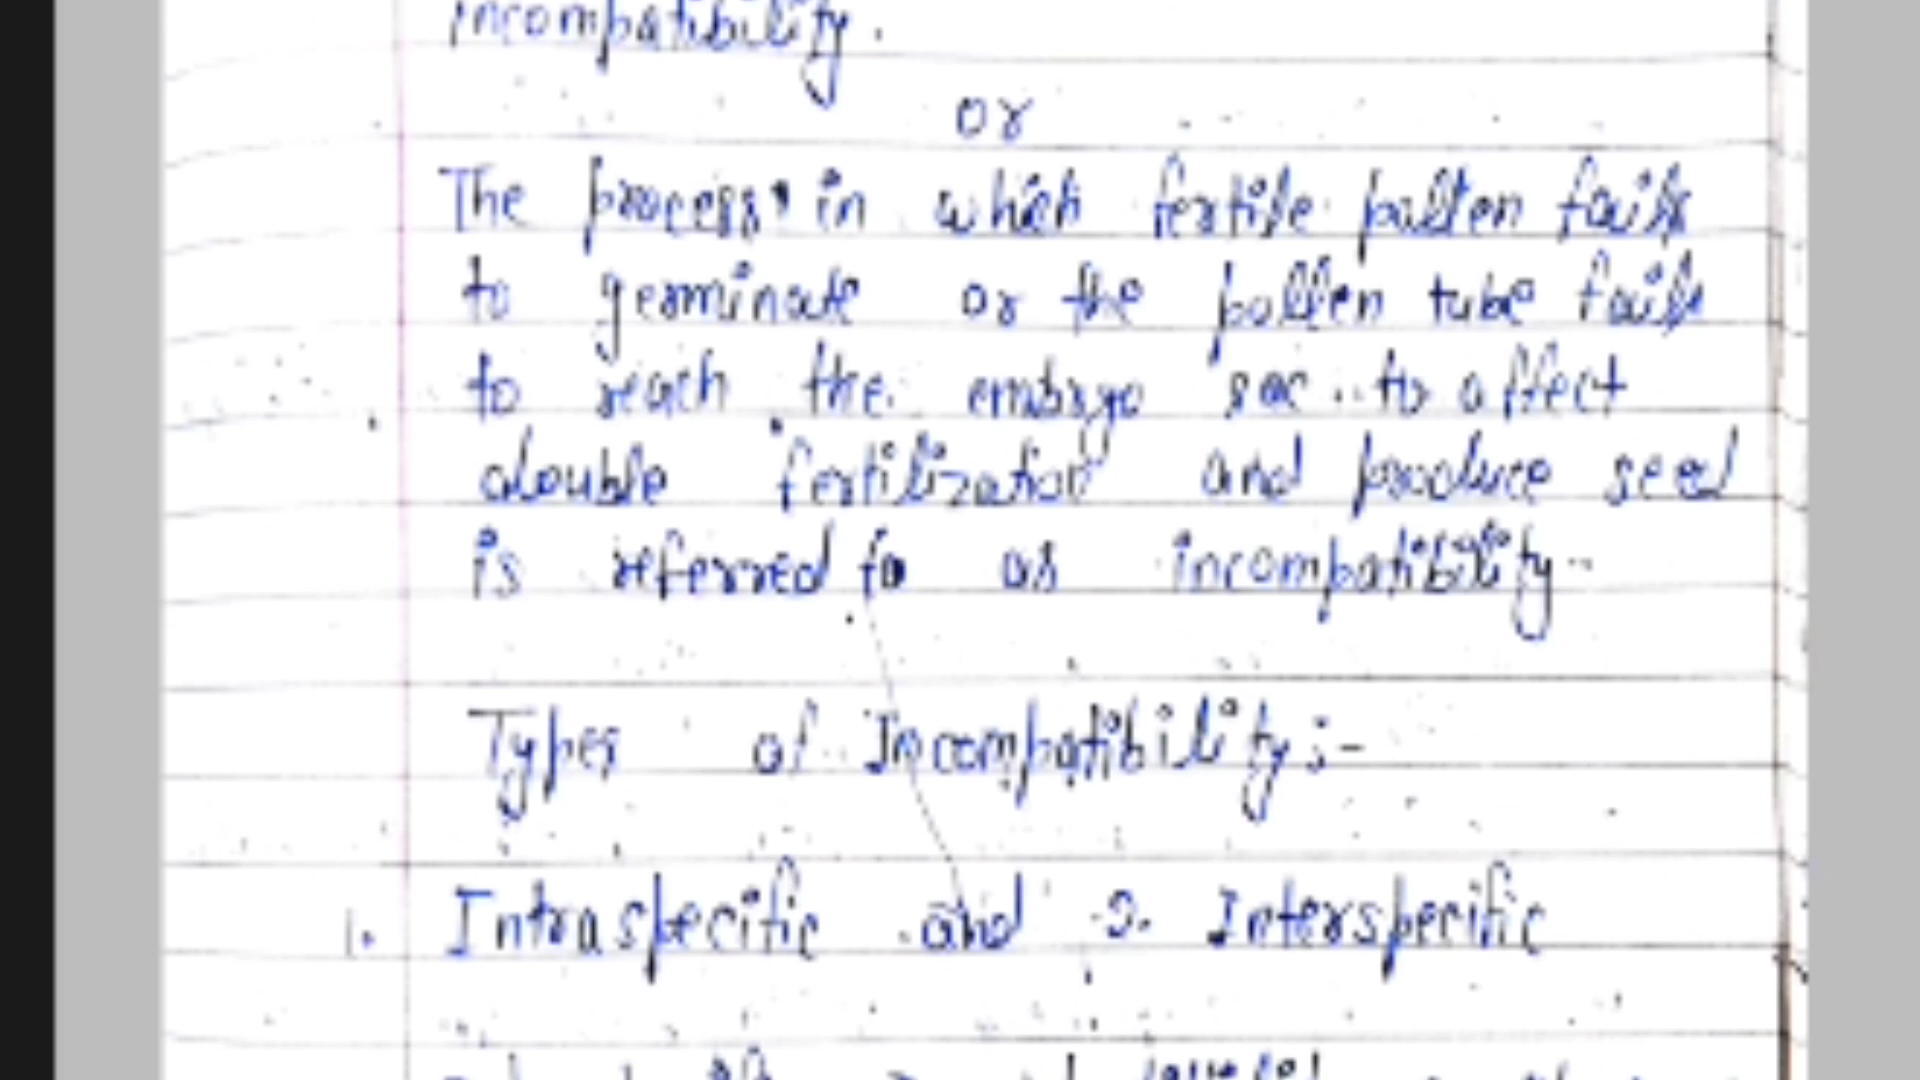 incompatibility.
or
The process in which fertile pollen fails
to germinate or the pollen tube fails
to reach the embryo sac to affect
double fertilization and produce seed
is referred to as incompatibility.
Types of Incompatibility :-
1. Intraspecific and 2. Interspecific